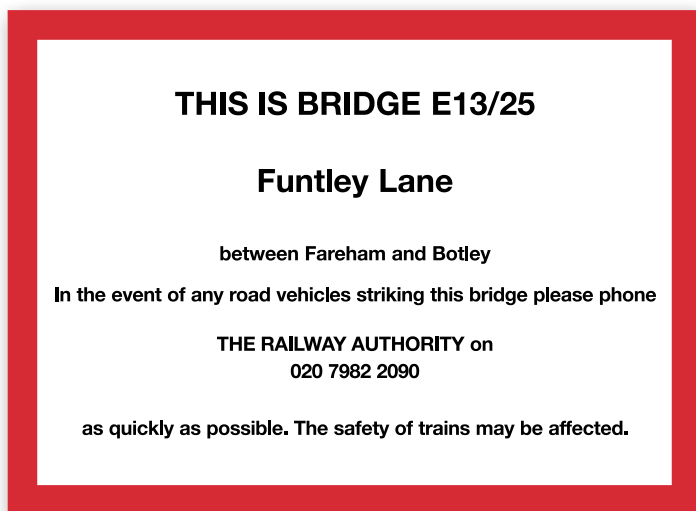 THIS IS BRIDGE E13/25
Funtley Lane
between Fareham and Botley
In the event of any road vehicles striking this bridge please phone
THE RAILWAY AUTHORITY on
020 7982 2090
as quickly as possible. The safety of trains may be affected.